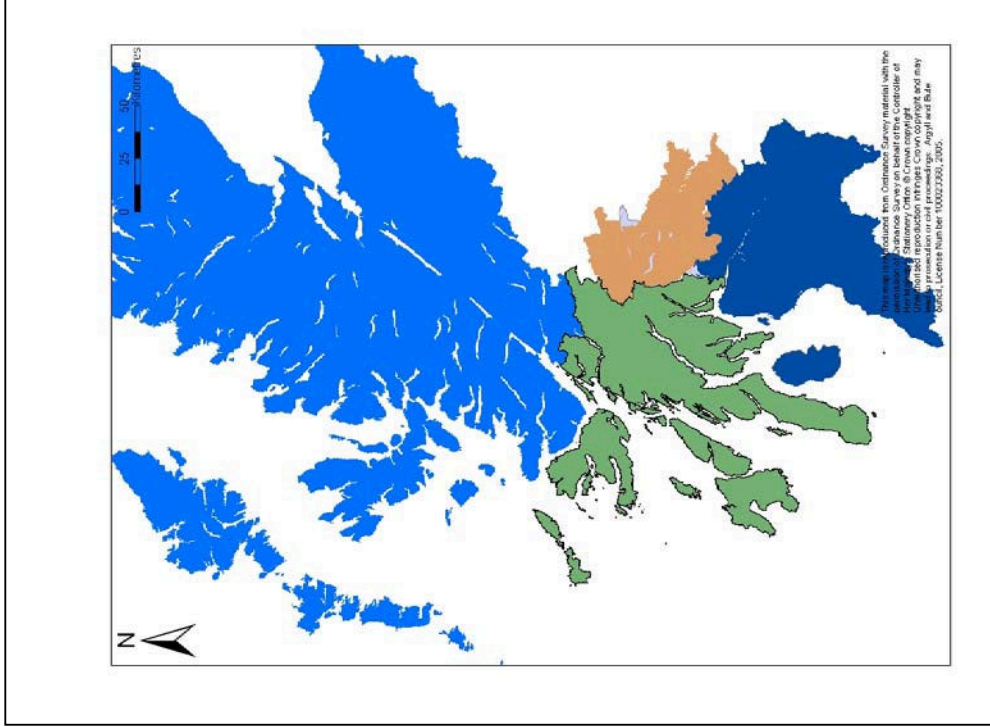 0 25 50
kilometres
This map is reproduced from Ordnance Survey material with the
permission of Ordnance Survey on behalf of the Controller of
Her Majesty's Stationery Office © Crown copyright
Unauthorised reproduction infringes Crown copyright and may
lead to prosecution or civil proceedings. Argyll and Bute
Council, License Number 100023368, 2005.
N